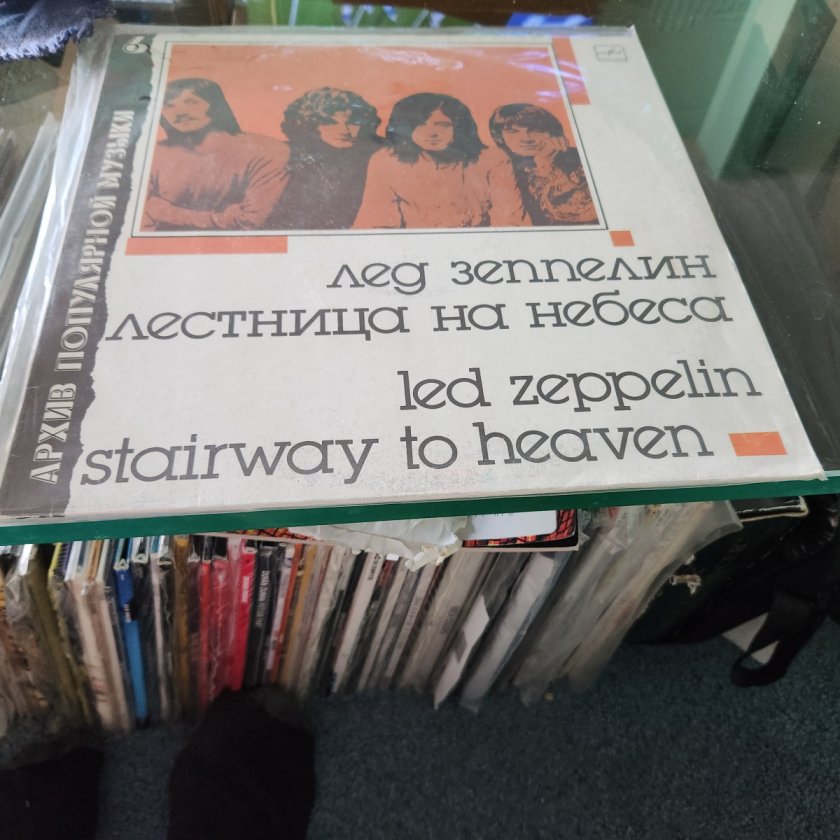 6
АРХИВ ПОПУЛЯРНОЙ МУЗЫКИ
лед зеппелин
лестница на небеса
led zeppelin
stairway to heaven